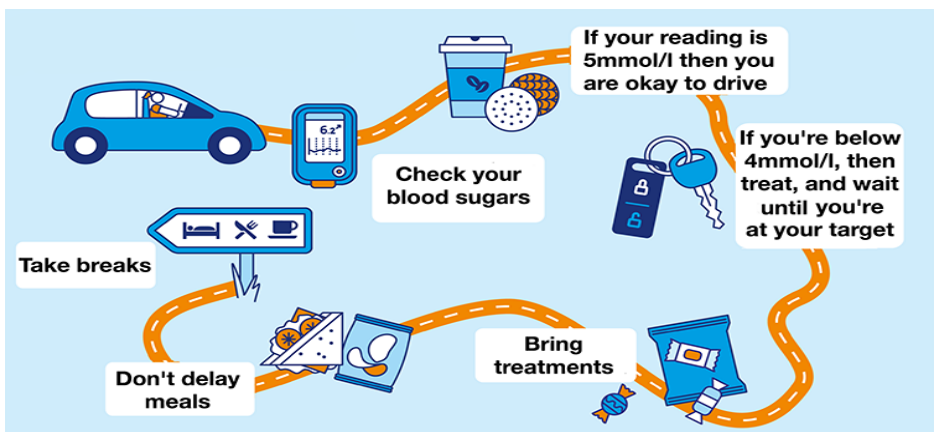 If your reading is
5mmol/l then you
are okay to drive
6.2
Check your
blood sugars
If you're below
4mmol/l, then
treat, and wait
until you're
at your target
Take breaks
Bring
treatments
Don't delay
meals